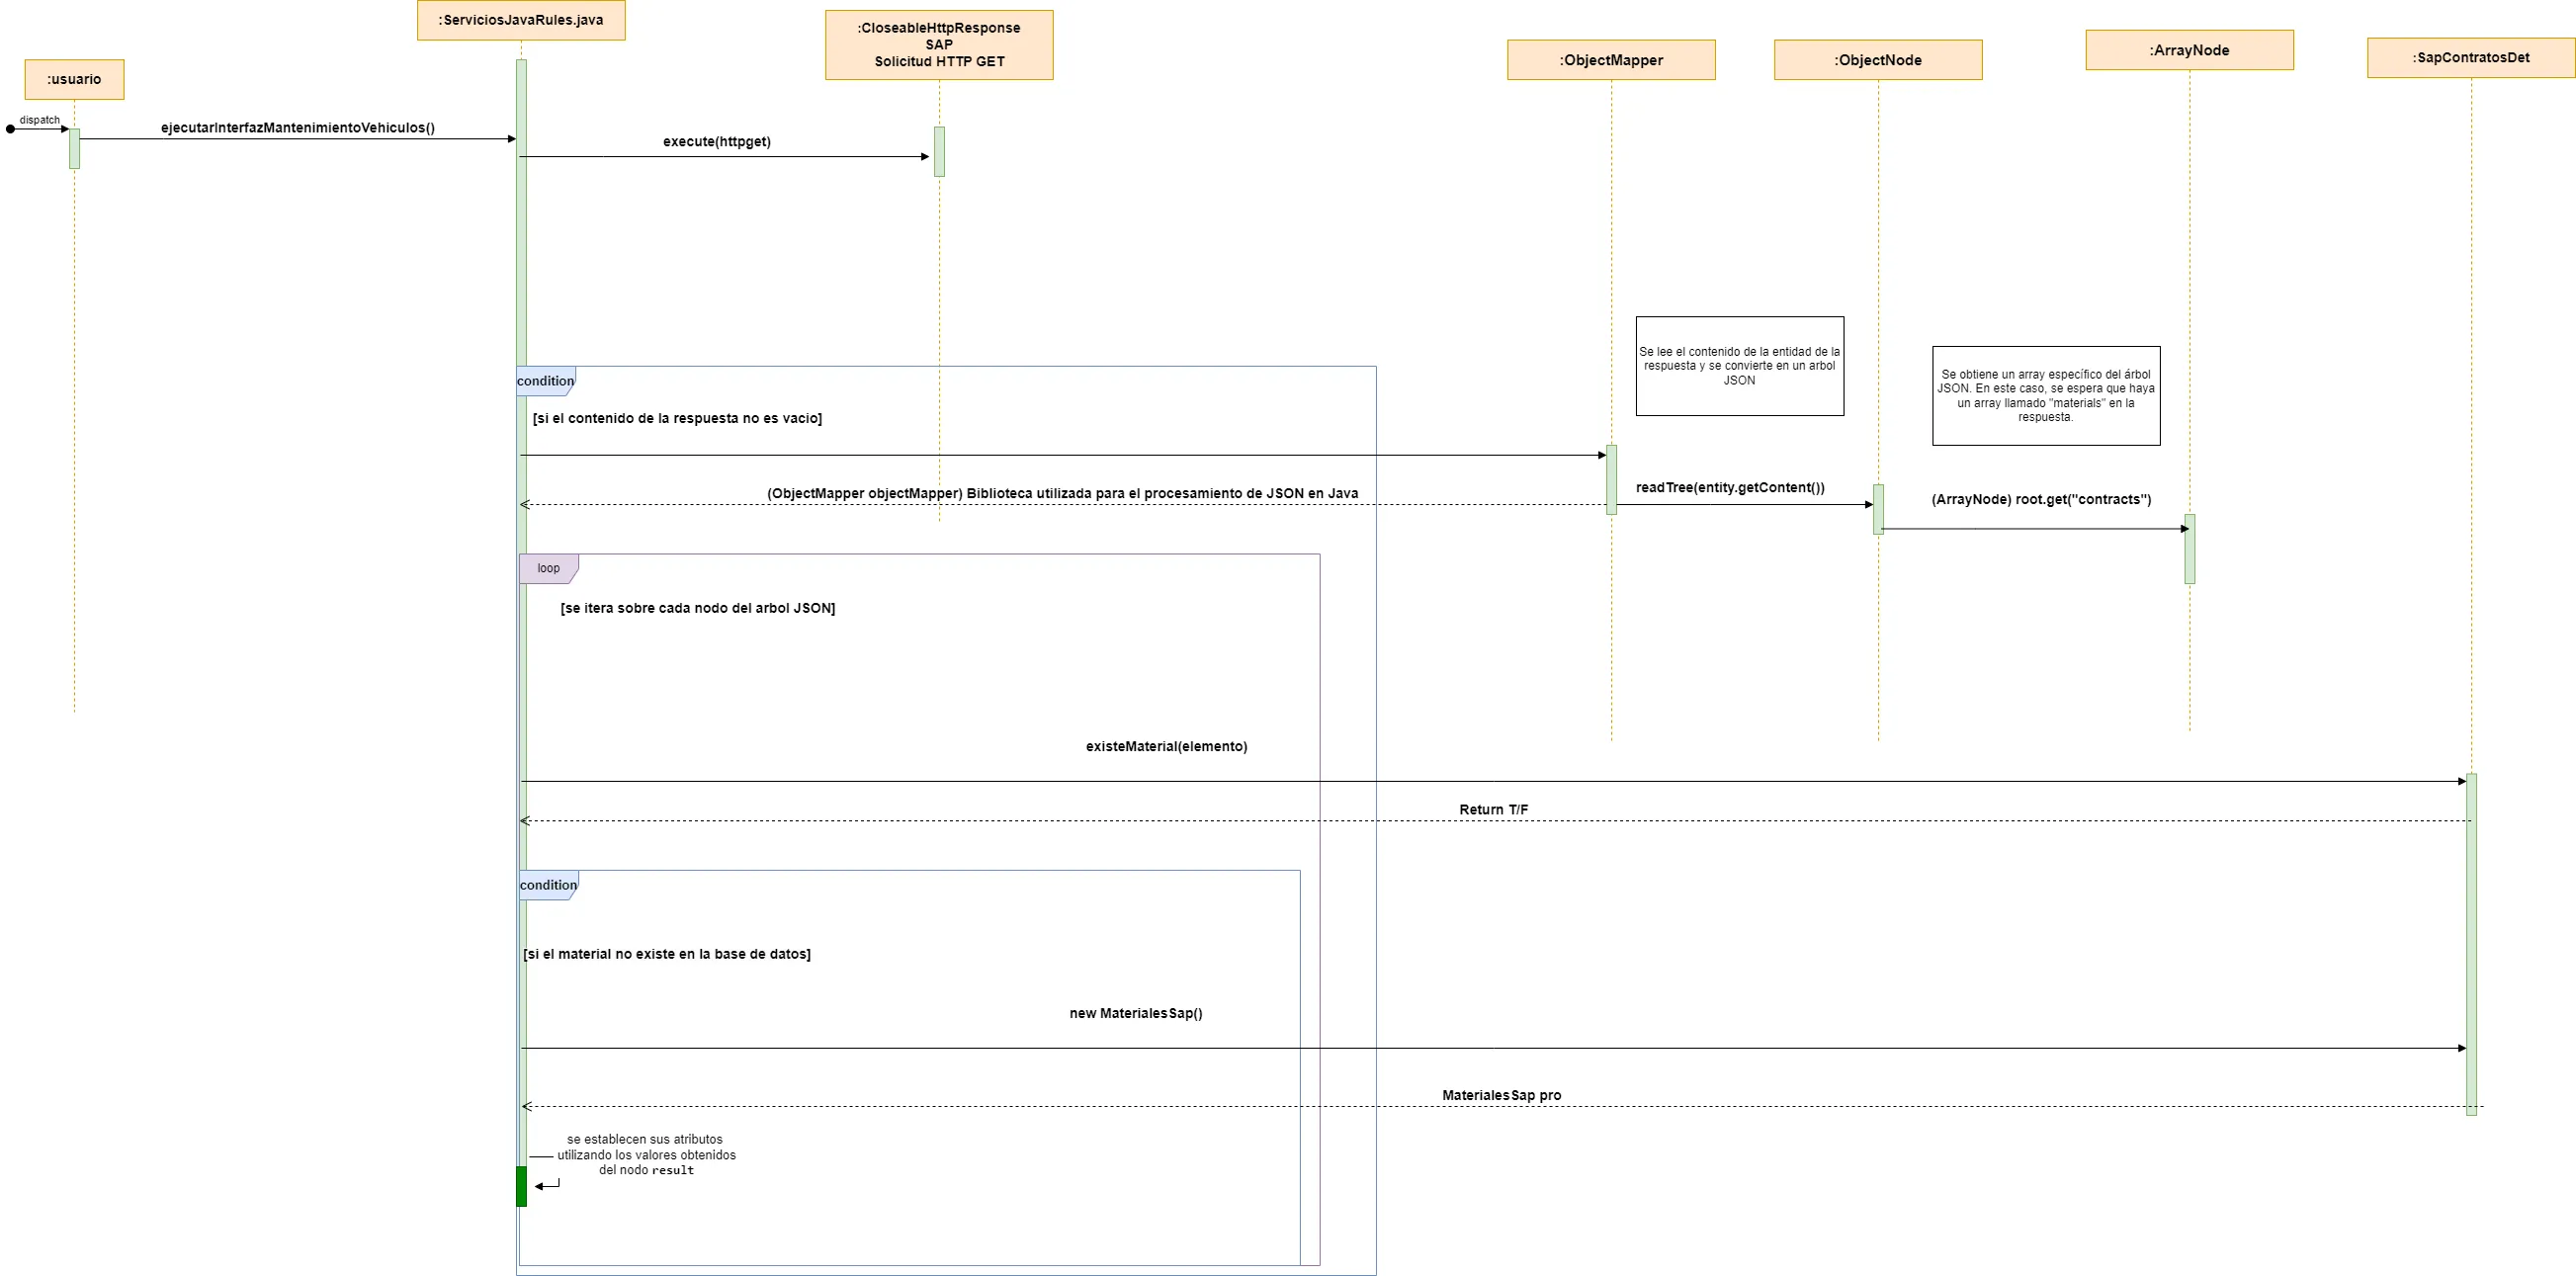 :ServiciosJavaRules.java
:CloseableHttpResponse
SAP
Solicitud HTTP GET
:ObjectMapper
:ObjectNode
:ArrayNode
:SapContratosDet
:usuario
dispatch
ejecutarInterfazMantenimientoVehiculos()
execute(httpget)
Se lee el contenido de la entidad de la
respuesta y se convierte en un arbol
JSON
Se obtiene un array específico del árbol
JSON. En este caso, se espera que haya
un array llamado "materials" en la
respuesta.
condition
[si el contenido de la respuesta no es vacio]
(ObjectMapper objectMapper) Biblioteca utilizada para el procesamiento de JSON en Java
readTree(entity.getContent())
(ArrayNode) root.get("contracts")
loop
[se itera sobre cada nodo del arbol JSON]
existeMaterial(elemento)
Return T/F
condition
[si el material no existe en la base de datos]
new MaterialesSap()
MaterialesSap pro
se establecen sus atributos
utilizando los valores obtenidos
del nodo result